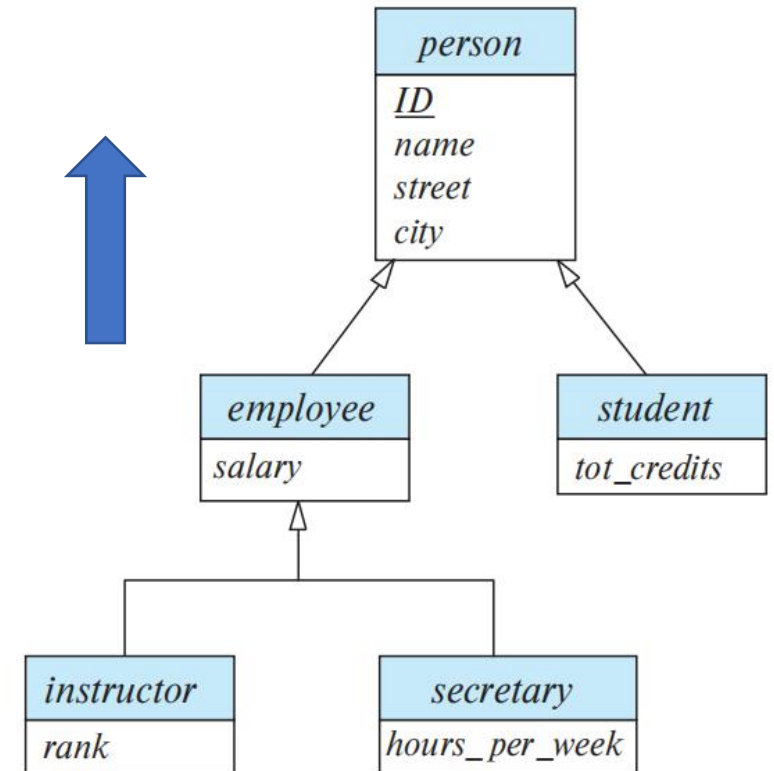 person
ID
name
street
city
employee
student
salary
tot_credits
instructor
secretary
rank
hours_per_week